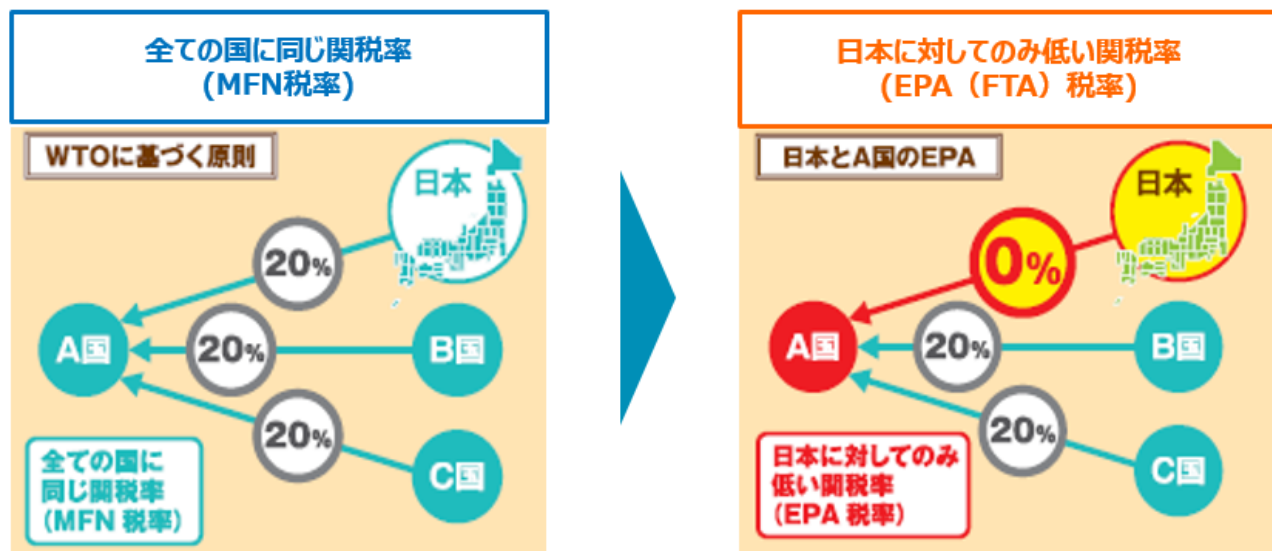 全ての国に同じ関税率
(MFN税率)
WTOに基づく原則
日本
20%
A国
20%
B国
20%
C国
全ての国に
同じ関税率
(MFN 税率)
日本に対してのみ低い関税率
(EPA（FTA）税率)
日本とA国のEPA
日本
0%
A国
20%
B国
20%
C国
日本に対してのみ
低い関税率
(EPA 税率)